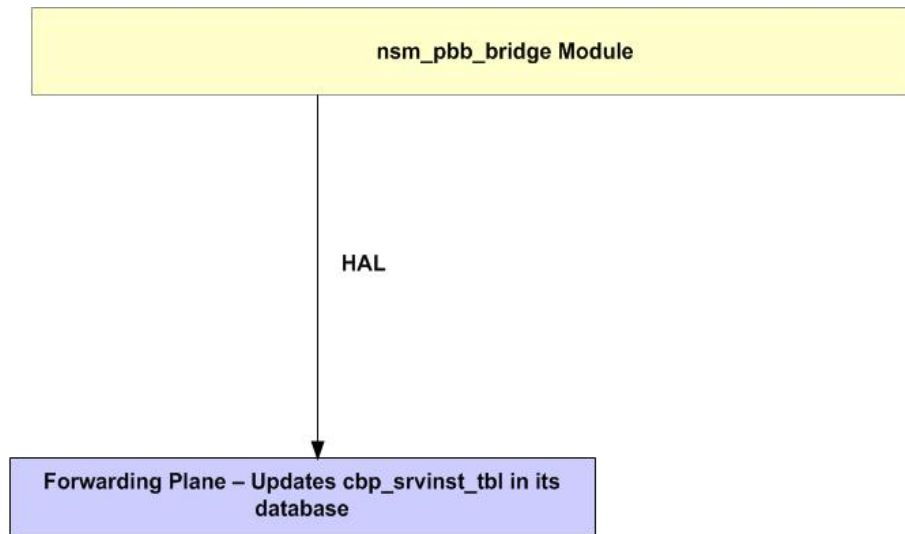 nsm_pbb_bridge Module
HAL
Forwarding Plane – Updates cbp_srvinst_tbl in its
database